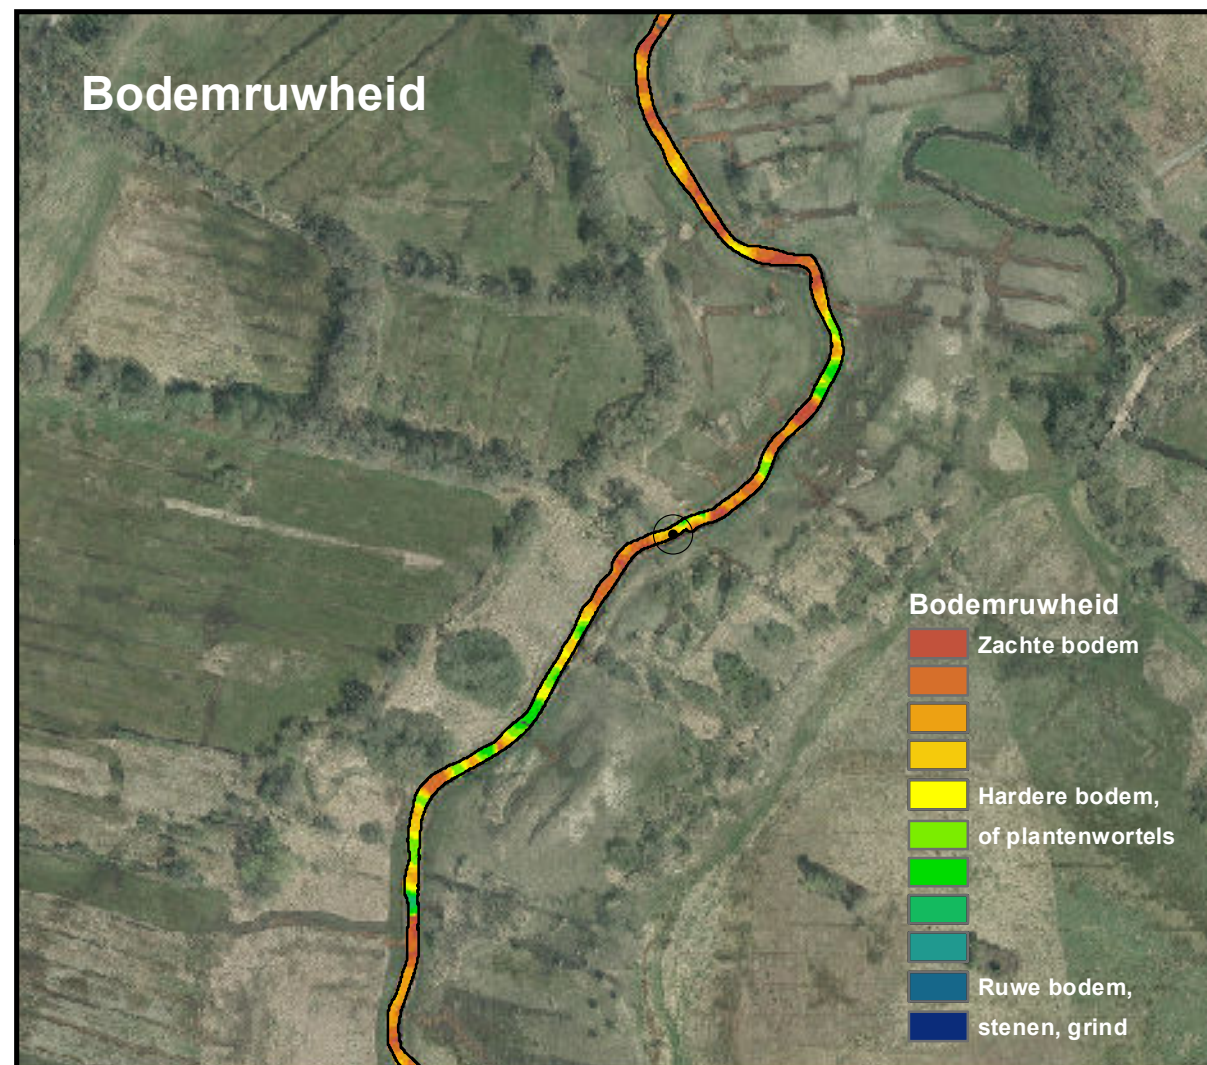 Bodemruwheid
Bodemruwheid
Zachte bodem
Hardere bodem,
of plantenwortels
Ruwe bodem,
stenen, grind